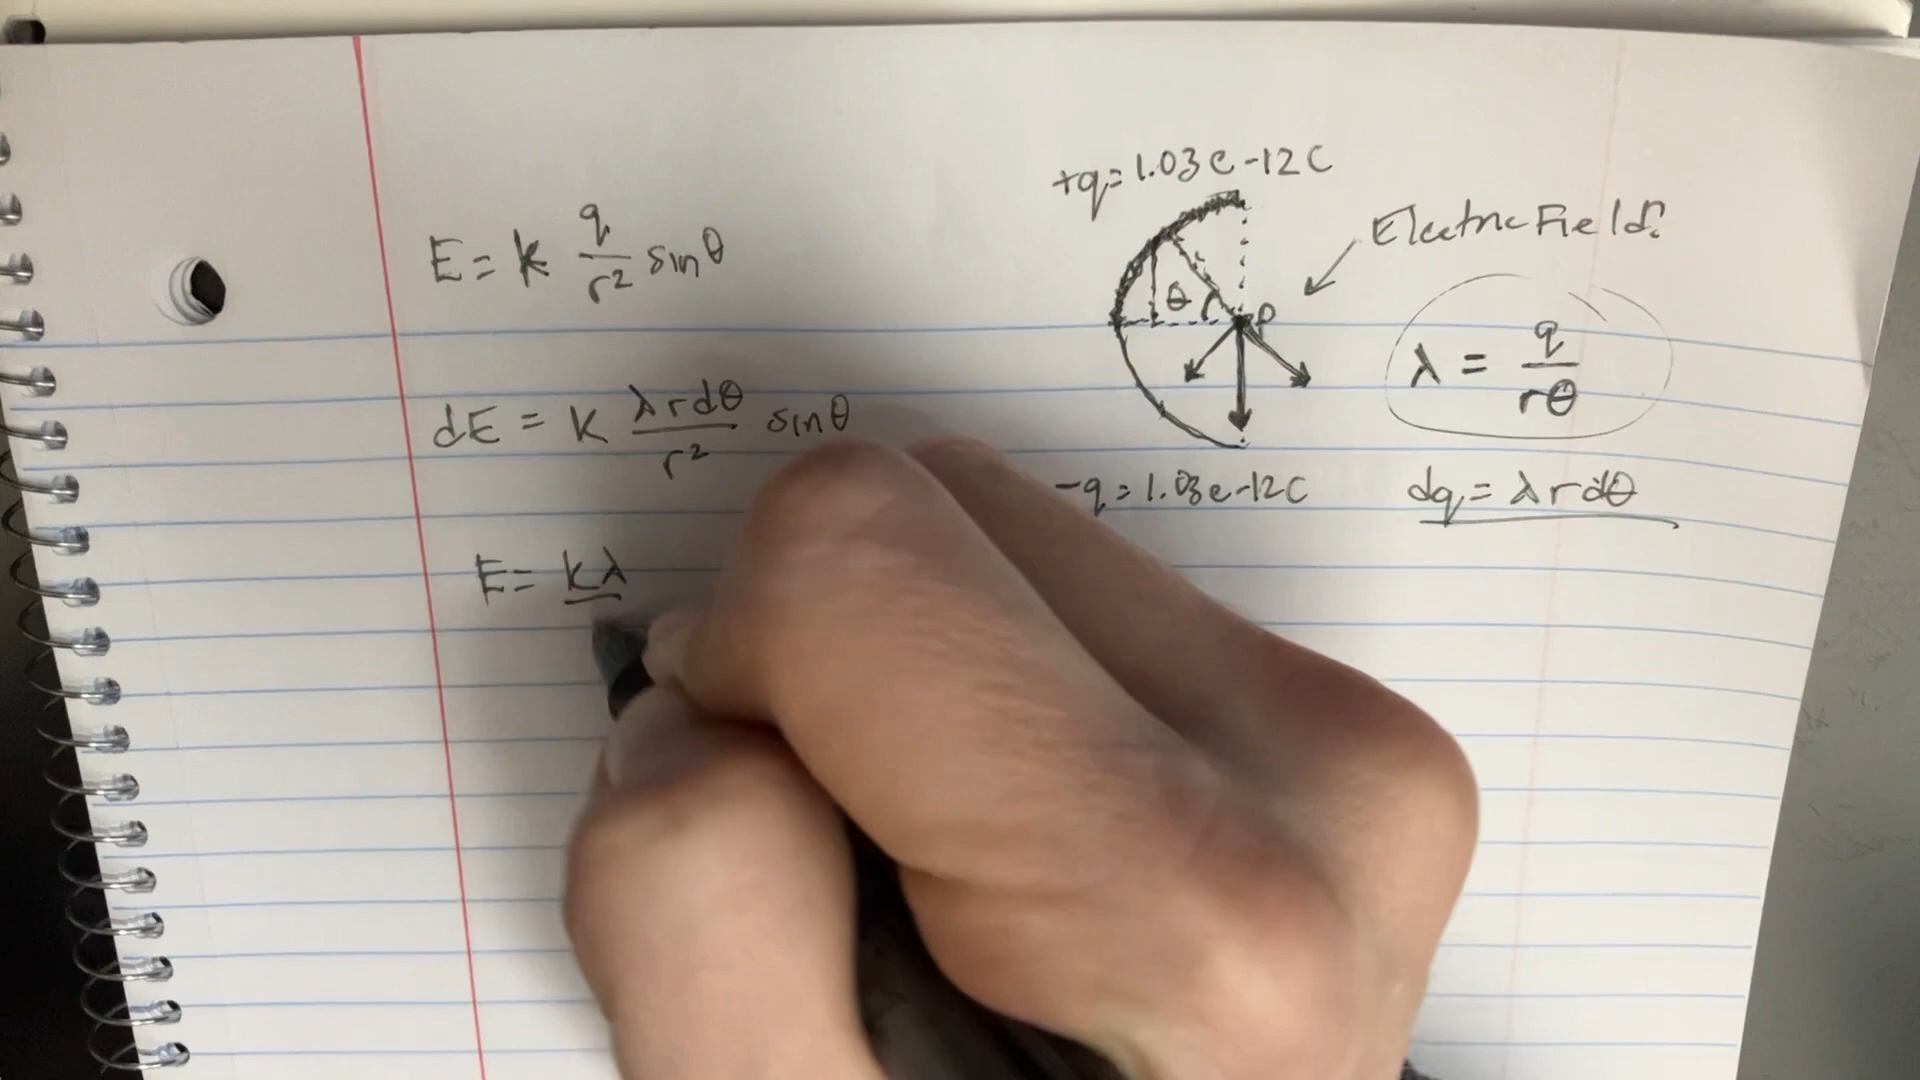 E = k q/r² sinθ
dE = k λrdθ/r² sinθ
E = kλ
+q = 1.03e-12C
Electric Field?
θ
P
λ = q/rθ
-q = 1.03e-12C
dq = λrdθ